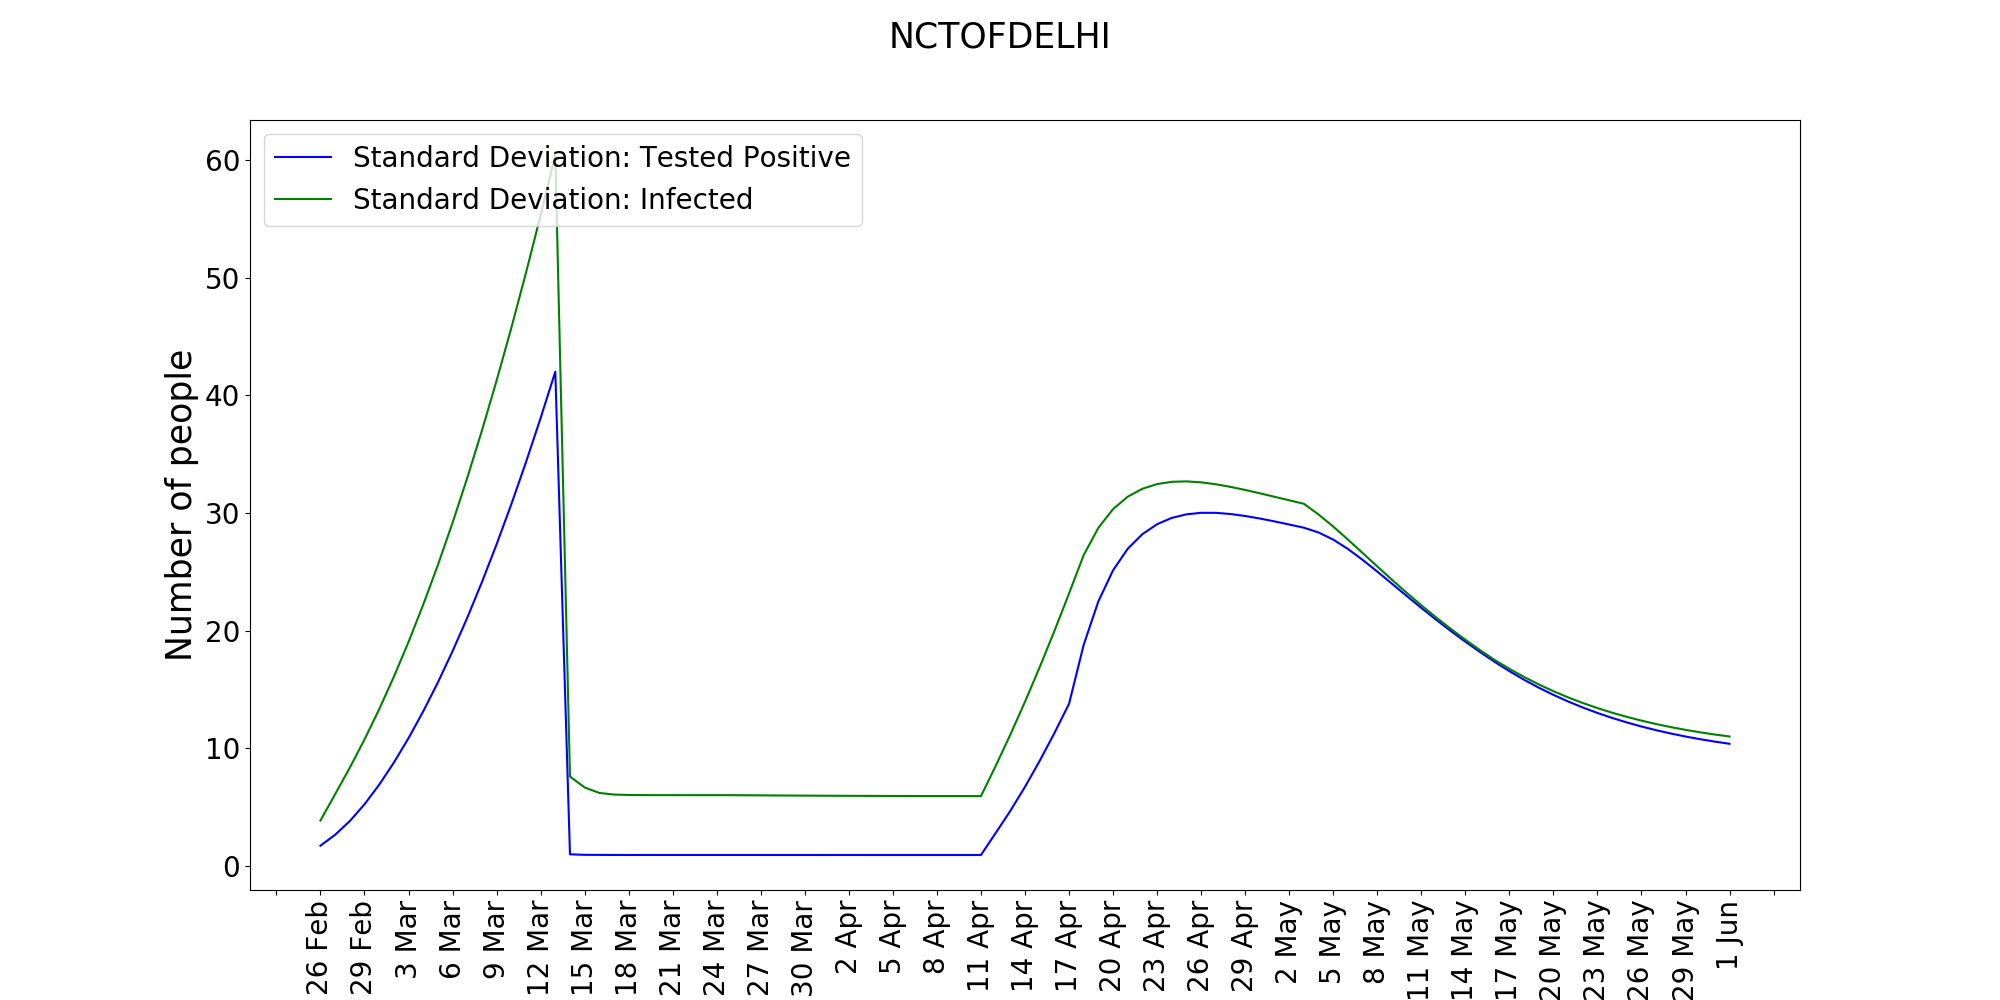 NCTOFDELHI
Standard Deviation: Tested Positive
Standard Deviation: Infected
Number of people
60
50
40
30
20
10
0
26 Feb
29 Feb
3 Mar
6 Mar
9 Mar
12 Mar
15 Mar
18 Mar
21 Mar
24 Mar
27 Mar
30 Mar
2 Apr
5 Apr
8 Apr
11 Apr
14 Apr
17 Apr
20 Apr
23 Apr
26 Apr
29 Apr
2 May
5 May
8 May
11 May
14 May
17 May
20 May
23 May
26 May
29 May
1 Jun